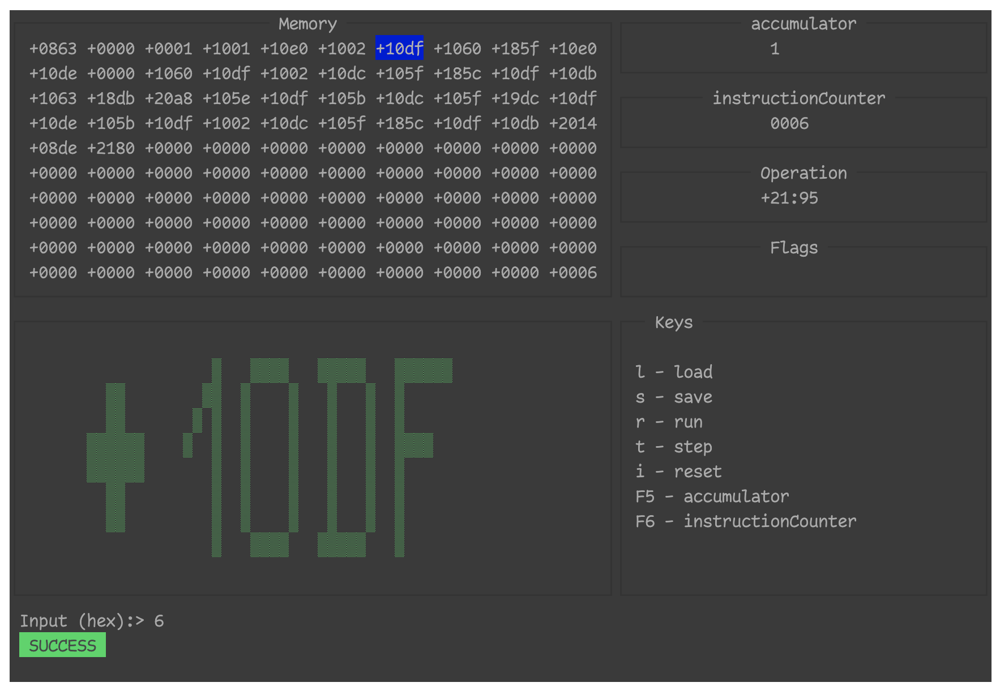 Memory
+0863 +0000 +0001 +1001 +10e0 +1002 +10df +1060 +185f +10e0
+10de +0000 +1060 +10df +1002 +10dc +105f +185c +10df +10db
+1063 +18db +20a8 +105e +10df +105b +10dc +105f +19dc +10df
+10de +105b +10df +1002 +10dc +105f +185c +10df +10db +2014
+08de +2180 +0000 +0000 +0000 +0000 +0000 +0000 +0000 +0000
+0000 +0000 +0000 +0000 +0000 +0000 +0000 +0000 +0000 +0000
+0000 +0000 +0000 +0000 +0000 +0000 +0000 +0000 +0000 +0000
+0000 +0000 +0000 +0000 +0000 +0000 +0000 +0000 +0000 +0000
+0000 +0000 +0000 +0000 +0000 +0000 +0000 +0000 +0000 +0000
+0000 +0000 +0000 +0000 +0000 +0000 +0000 +0000 +0000 +0006
accumulator
1
instructionCounter
0006
Operation
+21:95
Flags
+10DF
Keys
l - load
s - save
r - run
t - step
i - reset
F5 - accumulator
F6 - instructionCounter
Input (hex):> 6
SUCCESS